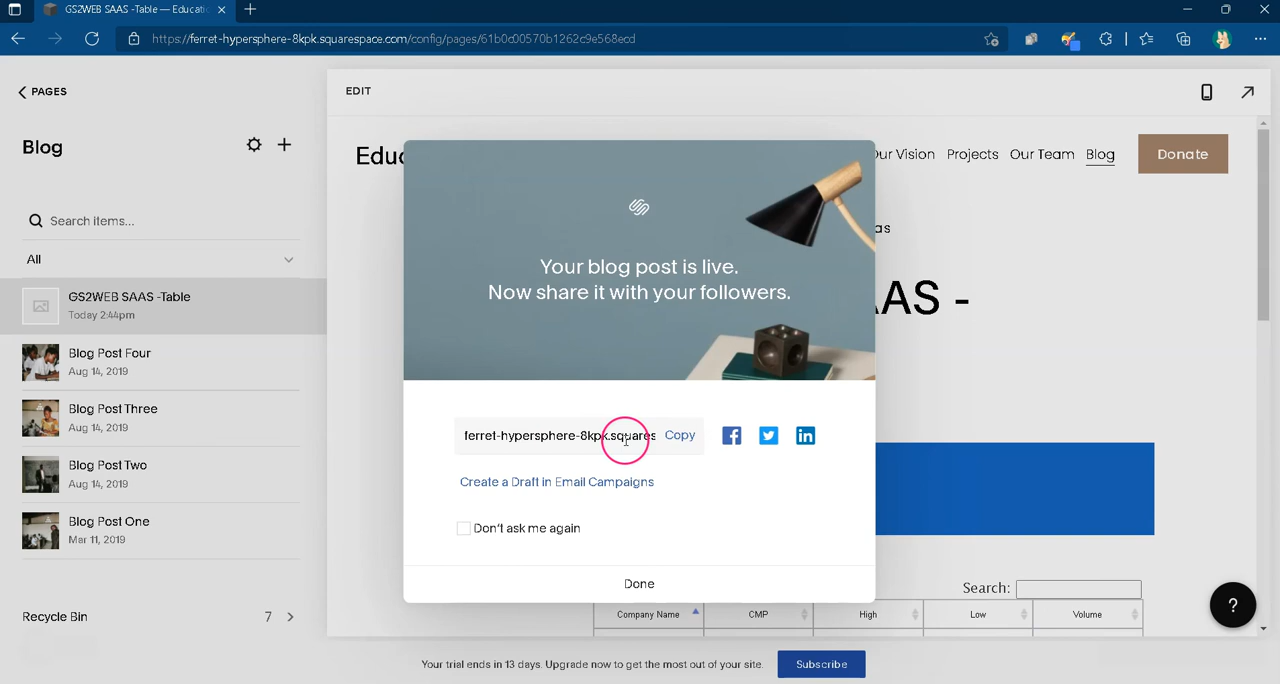 GS2WEB SAAS -Table — Educatio
https://ferret-hypersphere-8kpk.squarespace.com/config/pages/61b0c00570b1262c9e568ecd
PAGES
EDIT
Blog
Educ
Our Vision Projects Our Team Blog
Donate
Search items...
as
All
GS2WEB SAAS -Table
Today 2:44pm
AAS -
Your blog post is live.
Now share it with your followers.
Blog Post Four
Aug 14, 2019
Blog Post Three
Aug 14, 2019
ferret-hypersphere-8kpk.squares Copy
Blog Post Two
Aug 14, 2019
Create a Draft in Email Campaigns
Blog Post One
Mar 11, 2019
Don't ask me again
Done
Search:
Company Name CMP High Low Volume
Recycle Bin 7
?
Your trial ends in 13 days. Upgrade now to get the most out of your site. Subscribe